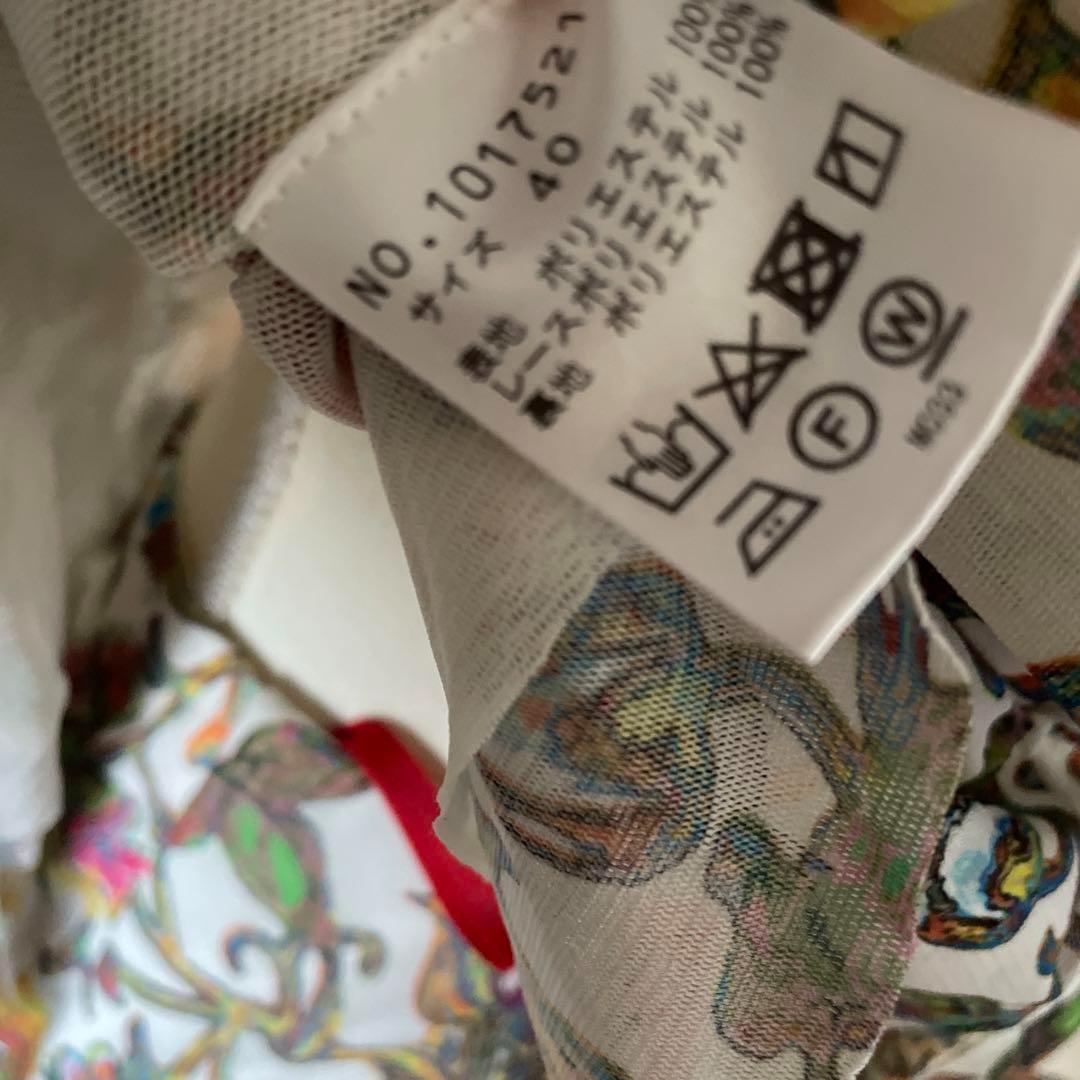 NO.1017521
サイズ 40
表地 ポリエステル 100%
レース ポリエステル 100%
裏地 ポリエステル 100%
W
F
W033